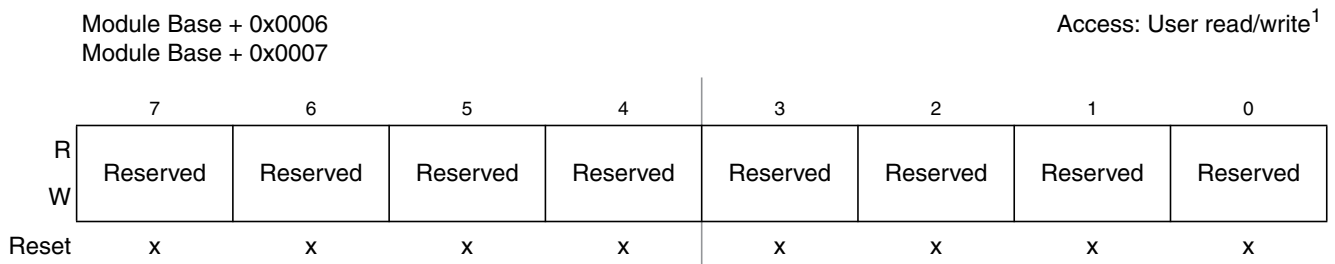 Module Base + 0x0006 Access: User read/write1
Module Base + 0x0007
7 6 5 4 3 2 1 0
R
Reserved Reserved Reserved Reserved Reserved Reserved Reserved Reserved
W
Reset x x x x x x x x